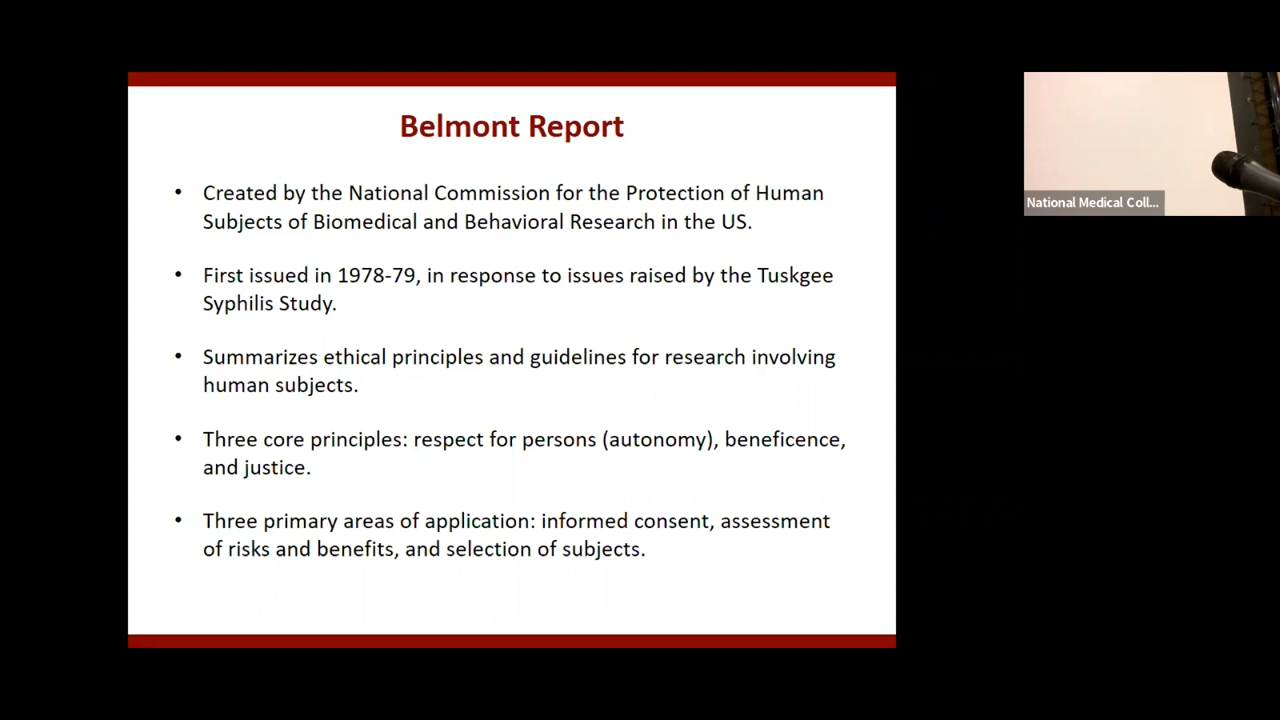 Belmont Report
• Created by the National Commission for the Protection of Human
Subjects of Biomedical and Behavioral Research in the US.
• First issued in 1978-79, in response to issues raised by the Tuskgee
Syphilis Study.
• Summarizes ethical principles and guidelines for research involving
human subjects.
• Three core principles: respect for persons (autonomy), beneficence,
and justice.
• Three primary areas of application: informed consent, assessment
of risks and benefits, and selection of subjects.
National Medical Coll...